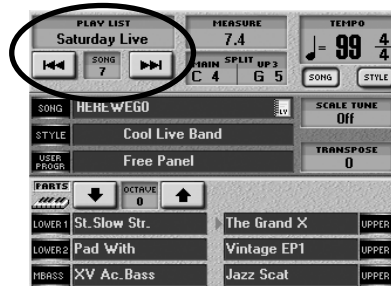 PLAY LIST MEASURE TEMPO
Saturday Live 7.4 = 99 4/4
SONG 7 MAIN SPLIT UP3
C 4 G 5 SONG STYLE
SONG HEREWEGO LY SCALE TUNE
Off
STYLE Cool Live Band
USER PROGR Free Panel TRANSPOSE
0
PARTS OCTAVE
0
LOWER1 St.Slow Str. The Grand X UPPER
LOWER2 Pad With Vintage EP1 UPPER
MBASS XV Ac.Bass Jazz Scat UPPER